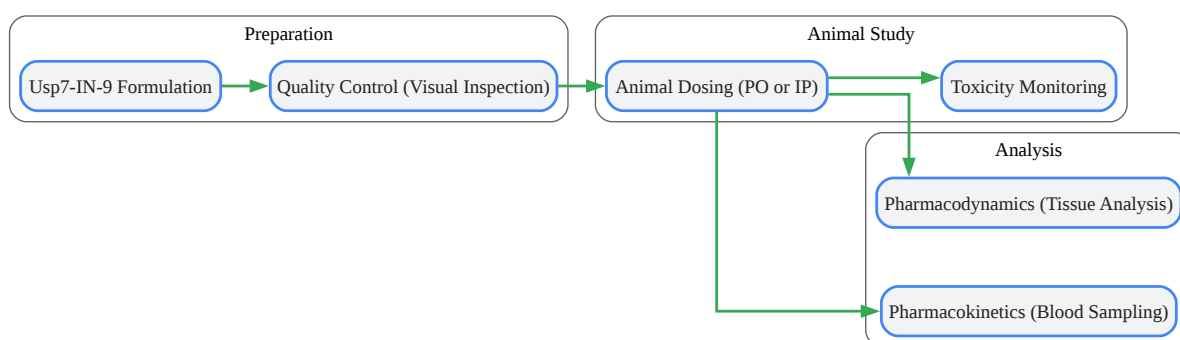 Preparation
Usp7-IN-9 Formulation
Quality Control (Visual Inspection)
Animal Study
Animal Dosing (PO or IP)
Toxicity Monitoring
Analysis
Pharmacodynamics (Tissue Analysis)
Pharmacokinetics (Blood Sampling)